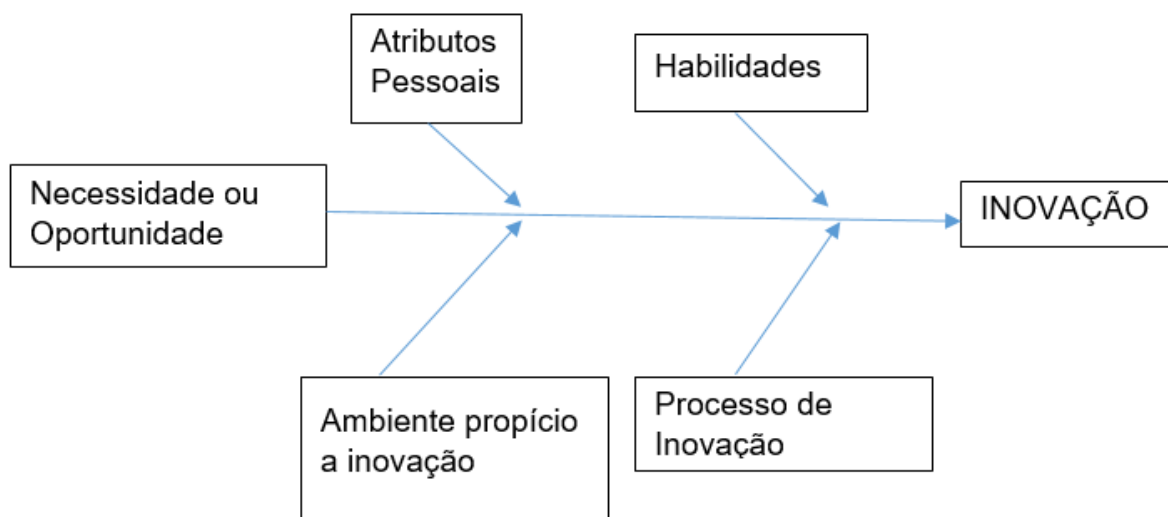 Atributos
Pessoais
Habilidades
Necessidade ou
Oportunidade
INOVAÇÃO
Ambiente propício
a inovação
Processo de
Inovação